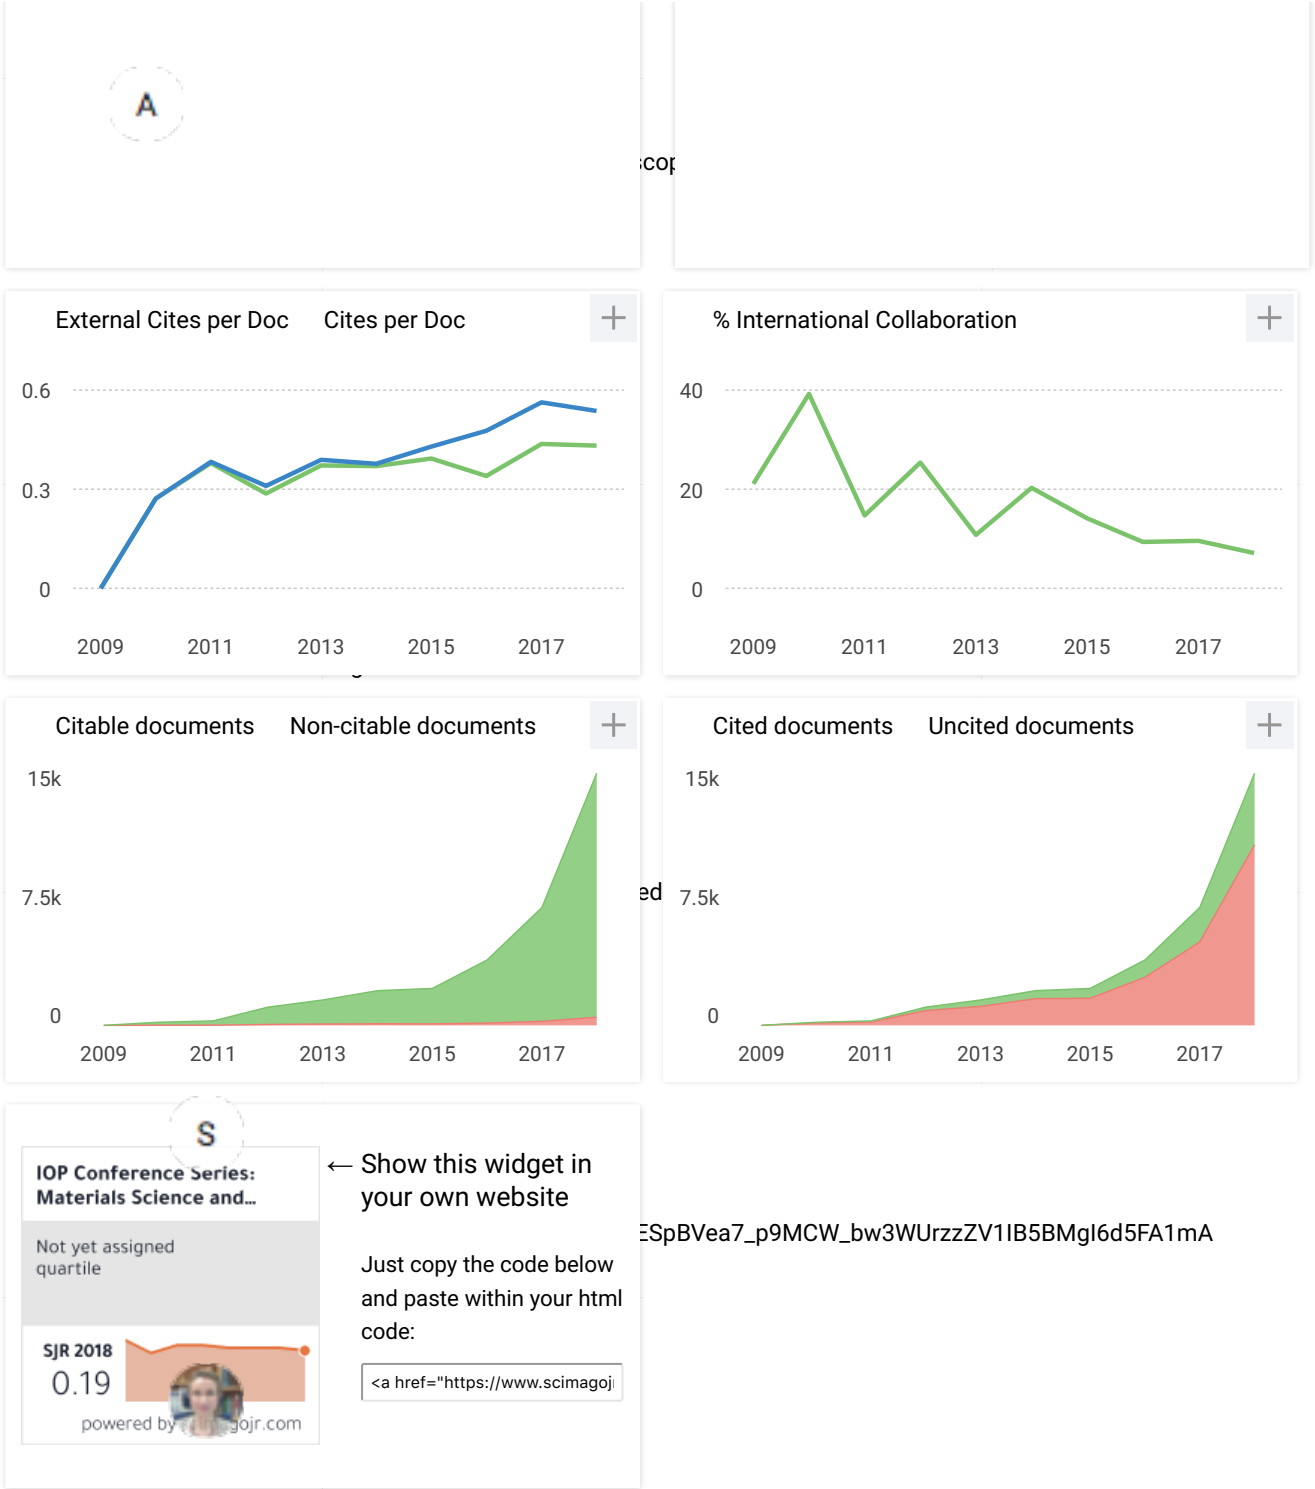 A
scop
External Cites per Doc Cites per Doc
0.6
0.3
0
2009 2011 2013 2015 2017
% International Collaboration
40
20
0
2009 2011 2013 2015 2017
Citable documents Non-citable documents
15k
7.5k
0
2009 2011 2013 2015 2017
ed
Cited documents Uncited documents
15k
7.5k
0
2009 2011 2013 2015 2017
S
IOP Conference Series:
Materials Science and...
Not yet assigned
quartile
SJR 2018
0.19
powered by scimagojr.com
← Show this widget in
your own website
Just copy the code below
and paste within your html
code:
<a href="https://www.scimagoj
ESpBVea7_p9MCW_bw3WUrzzZV1IB5BMgI6d5FA1mA